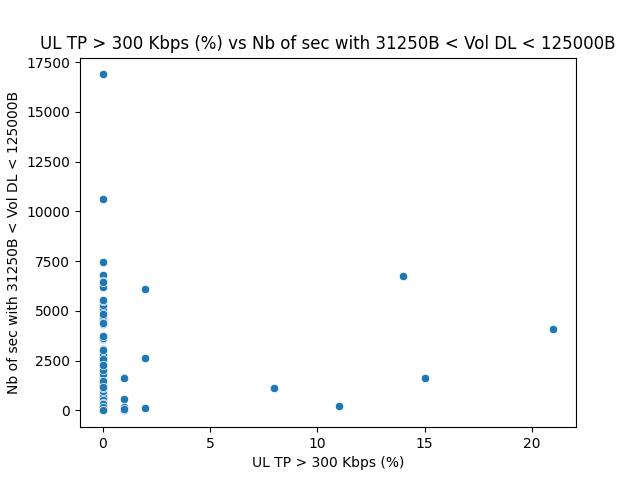 UL TP > 300 Kbps (%) vs Nb of sec with 31250B < Vol DL < 125000B
Nb of sec with 31250B < Vol DL < 125000B
17500
15000
12500
10000
7500
5000
2500
0
0 5 10 15 20
UL TP > 300 Kbps (%)